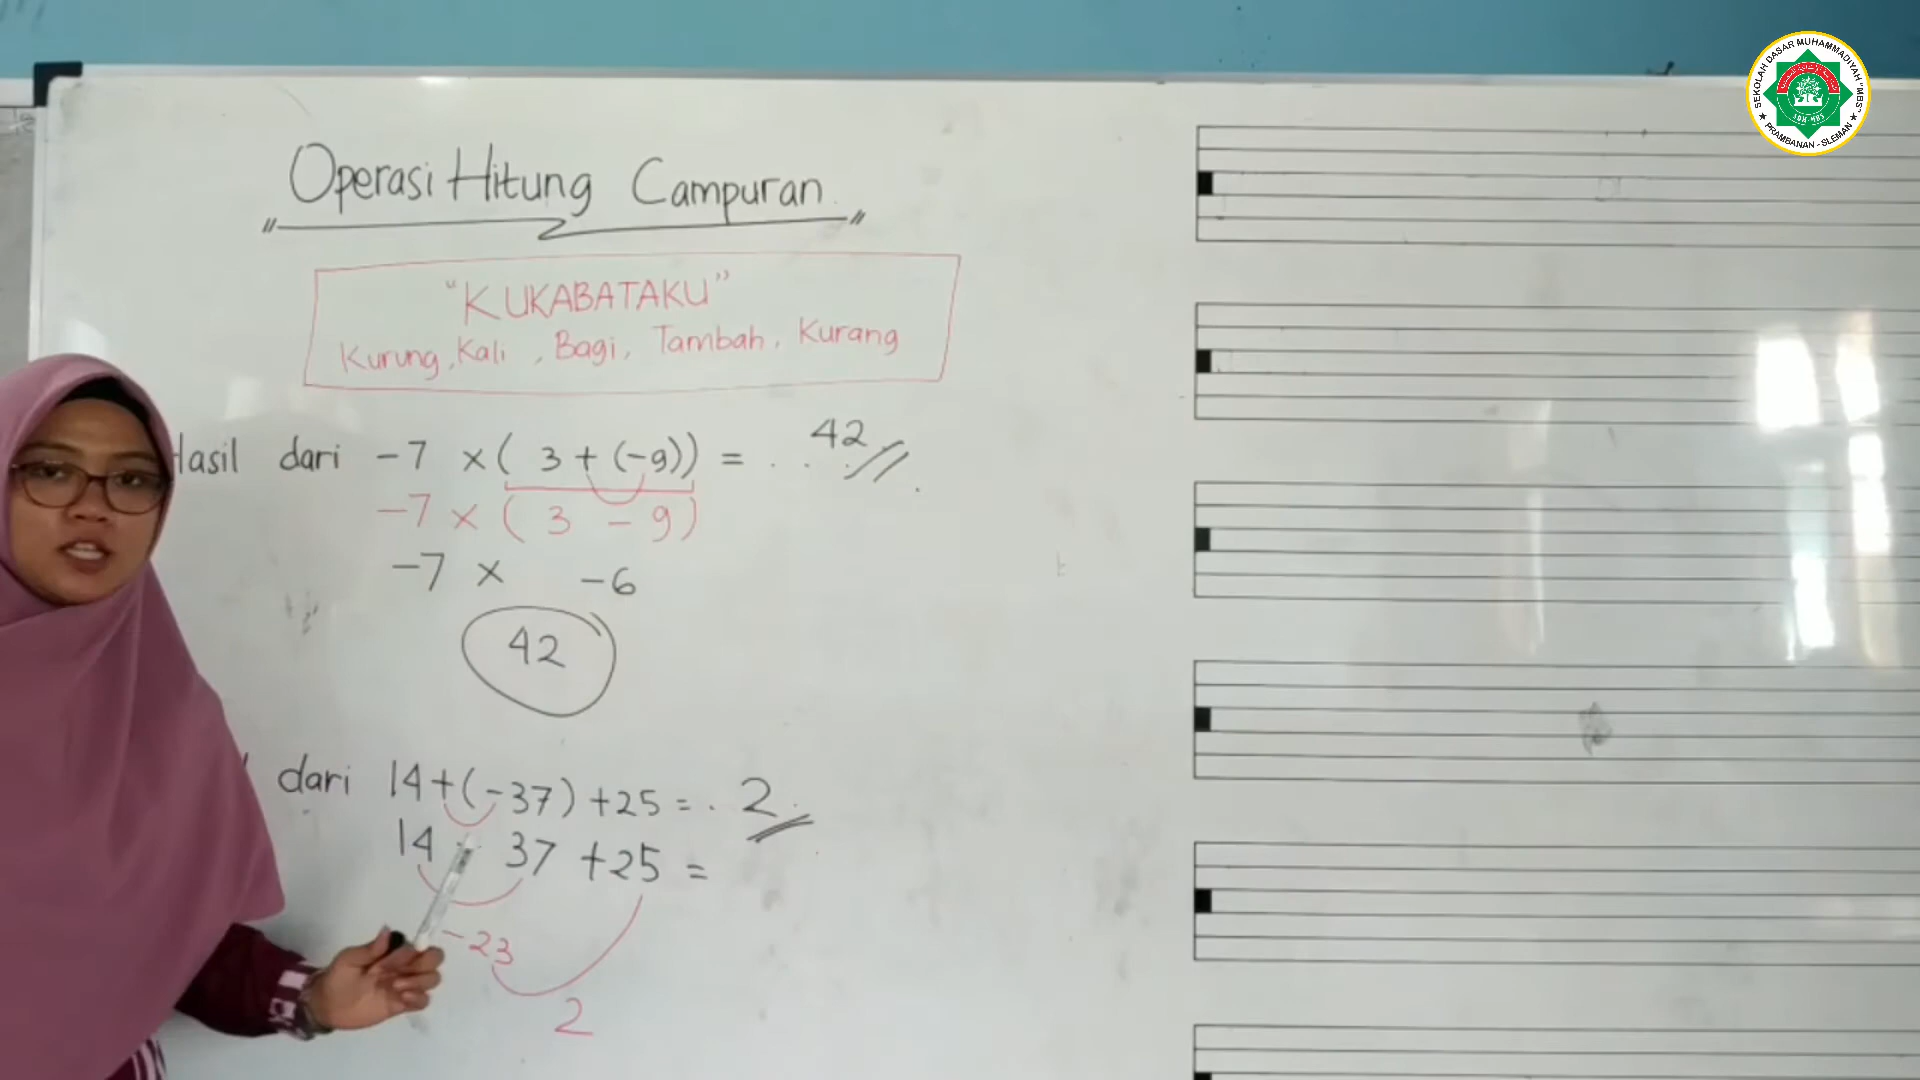 SEKOLAH DASAR MUHAMMADIYAH "MBS"
★ PRAMBANAN - SLEMAN ★
Operasi Hitung Campuran
"KUKABATAKU"
Kurung, Kali, Bagi, Tambah, Kurang
Hasil dari -7 × ( 3 + (-9)) = . . 42 .
-7 × ( 3 - 9 )
-7 × -6
42
dari 14+(-37)+25 = . 2 .
14 37 +25 =
-23
2